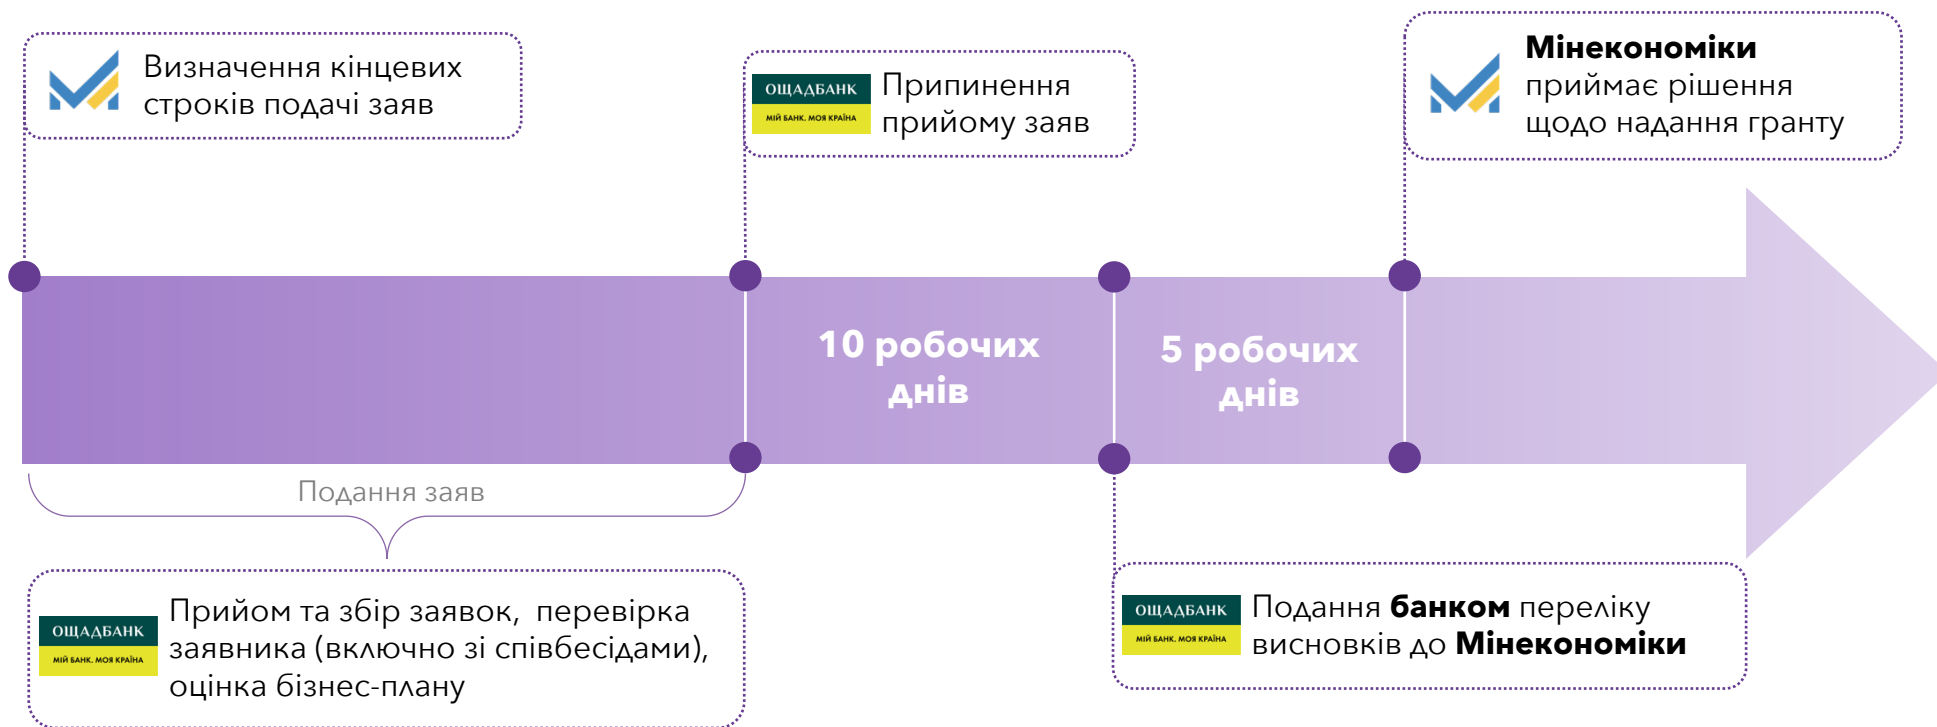 Визначення кінцевих
строків подачі заяв
ОЩАДБАНК
МІЙ БАНК. МОЯ КРАЇНА
Припинення
прийому заяв
Мінекономіки
приймає рішення
щодо надання гранту
10 робочих
днів
5 робочих
днів
Подання заяв
ОЩАДБАНК
МІЙ БАНК. МОЯ КРАЇНА
Прийом та збір заявок, перевірка
заявника (включно зі співбесідами),
оцінка бізнес-плану
ОЩАДБАНК
МІЙ БАНК. МОЯ КРАЇНА
Подання банком переліку
висновків до Мінекономіки